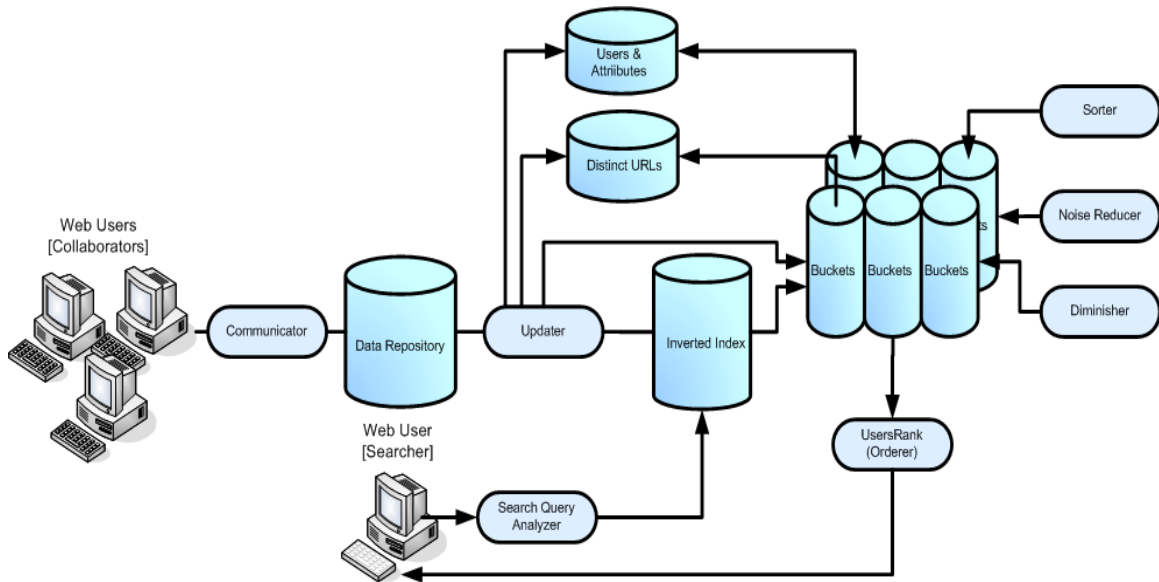 Users &
Attriibutes
Distinct URLs
Sorter
Noise Reducer
Diminisher
Web Users
[Collaborators]
Communicator
Data Repository
Updater
Inverted Index
Buckets
Buckets
Buckets
ts
UsersRank
(Orderer)
Web User
[Searcher]
Search Query
Analyzer